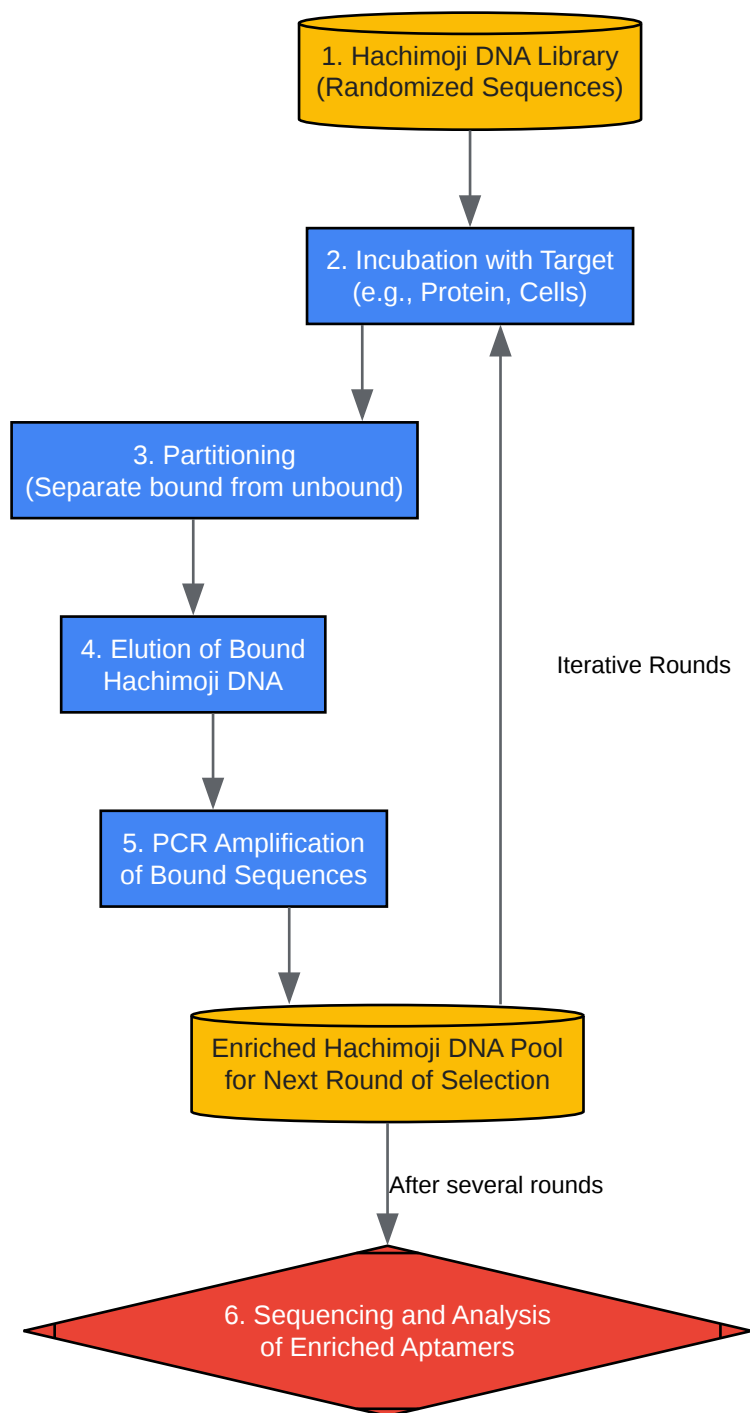 1. Hachimoji DNA Library
(Randomized Sequences)
2. Incubation with Target
(e.g., Protein, Cells)
3. Partitioning
(Separate bound from unbound)
4. Elution of Bound
Hachimoji DNA
Iterative Rounds
5. PCR Amplification
of Bound Sequences
Enriched Hachimoji DNA Pool
for Next Round of Selection
After several rounds
6. Sequencing and Analysis
of Enriched Aptamers